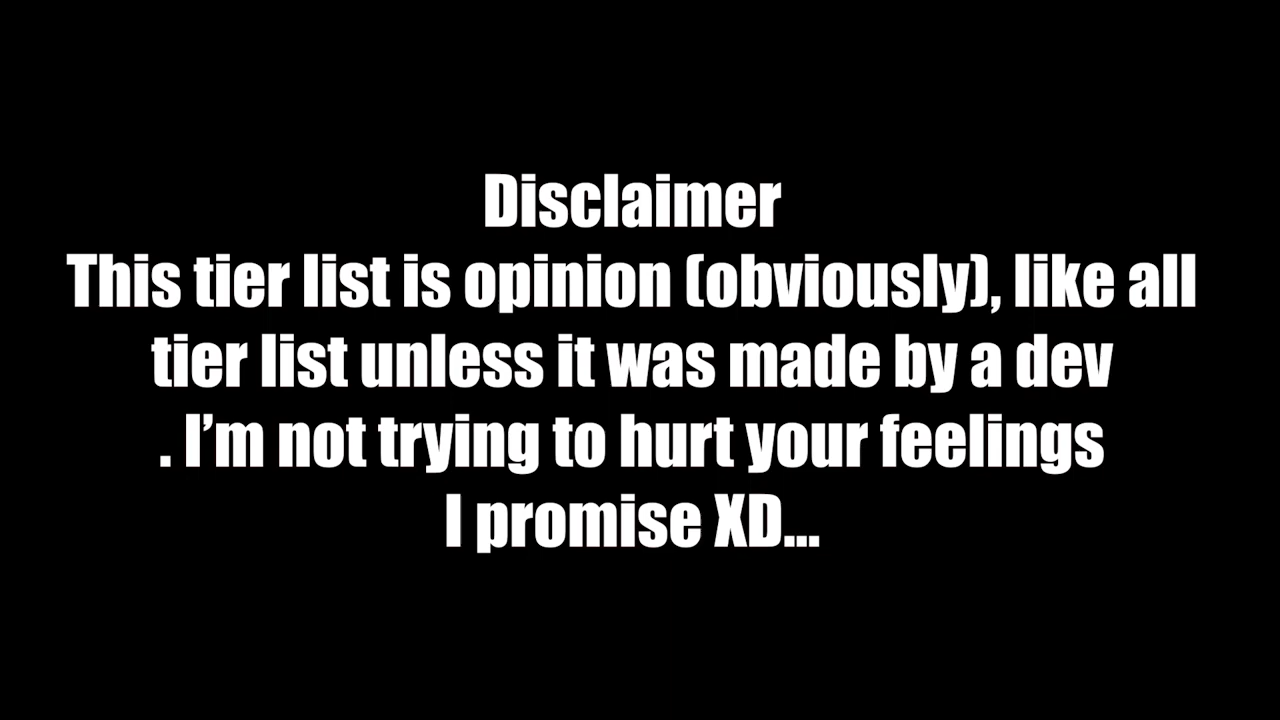 Disclaimer
This tier list is opinion (obviously), like all
tier list unless it was made by a dev
. I’m not trying to hurt your feelings
I promise XD...